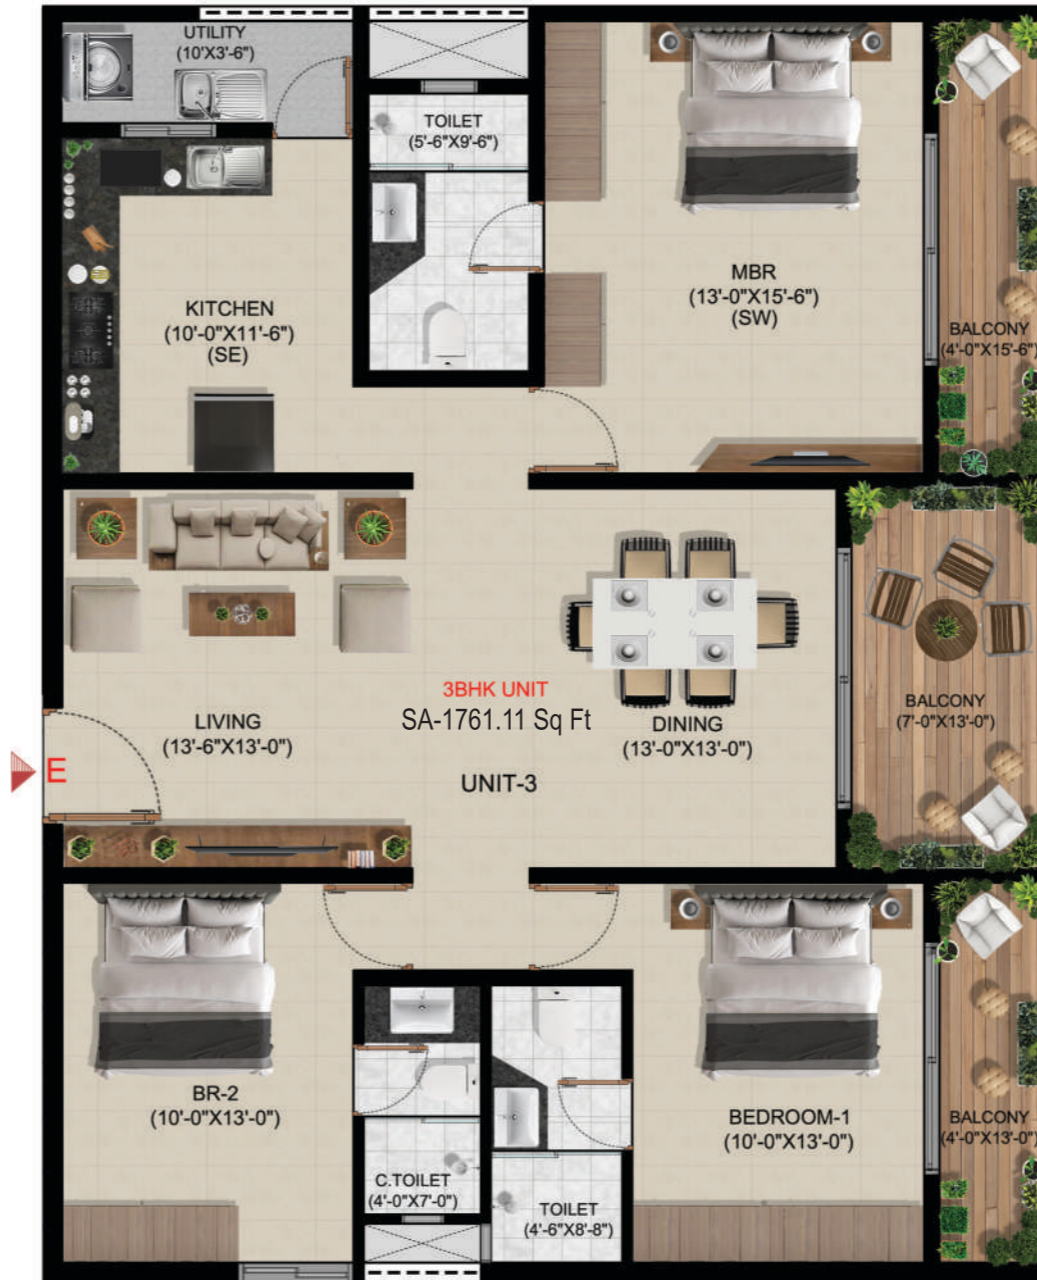 UTILITY
(10'X3'-6")
TOILET
(5'-6"X9'-6")
MBR
(13'-0"X15'-6")
(SW)
KITCHEN
(10'-0"X11'-6")
(SE)
BALCONY
(4'-0"X15'-6")
3BHK UNIT
SA-1761.11 Sq Ft
LIVING
(13'-6"X13'-0")
DINING
(13'-0"X13'-0")
BALCONY
(7'-0"X13'-0")
E
UNIT-3
BR-2
(10'-0"X13'-0")
BEDROOM-1
(10'-0"X13'-0")
BALCONY
(4'-0"X13'-0")
C.TOILET
(4'-0"X7'-0")
TOILET
(4'-6"X8'-8")